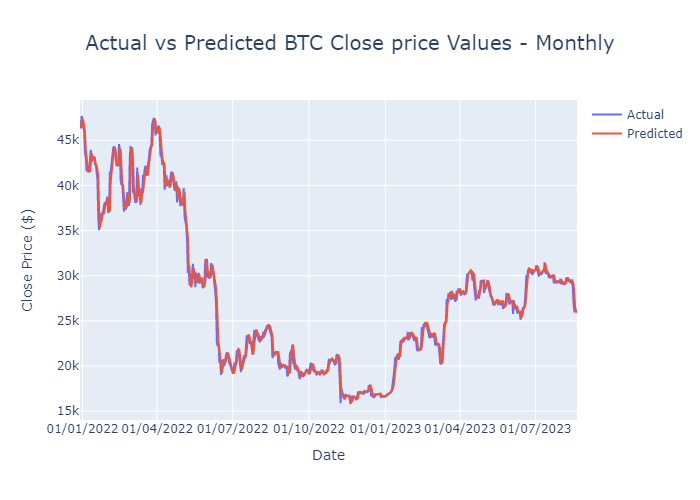 Actual vs Predicted BTC Close price Values - Monthly
Actual
Predicted
Close Price ($)
45k
40k
35k
30k
25k
20k
15k
01/01/2022 01/04/2022 01/07/2022 01/10/2022 01/01/2023 01/04/2023 01/07/2023
Date